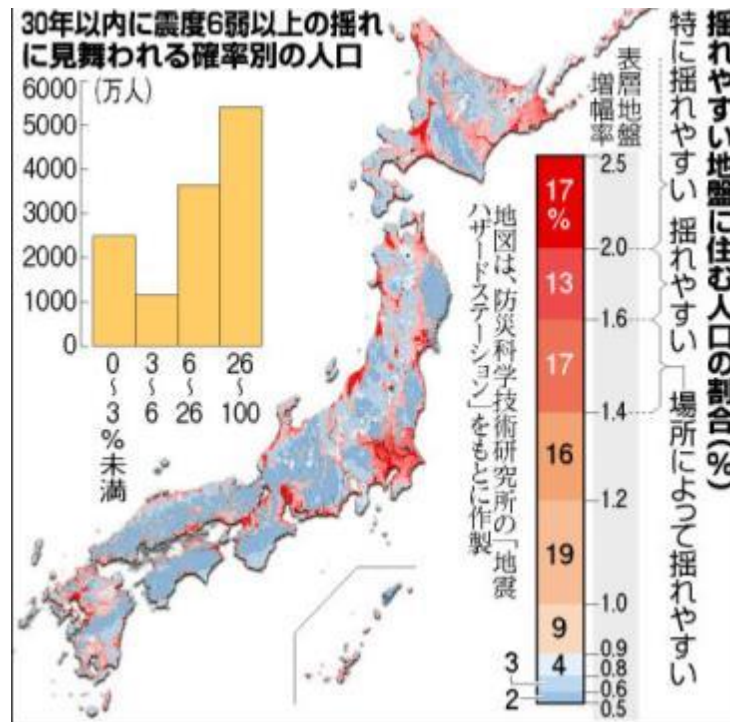 30年以内に震度6弱以上の揺れ
に見舞われる確率別の人口
(万人)
6000
5000
4000
3000
2000
1000
0
0〜3%未満
3〜6
6〜26
26〜100
揺れやすい地盤に住む人口の割合(%)
特に揺れやすい
揺れやすい
場所によって揺れやすい
表層地盤
増幅率
2.5
2.0
1.6
1.4
1.2
1.0
0.9
0.8
0.6
0.5
17%
13
17
16
19
9
4
3
2
地図は、防災科学技術研究所の「地震
ハザードステーション」をもとに作製